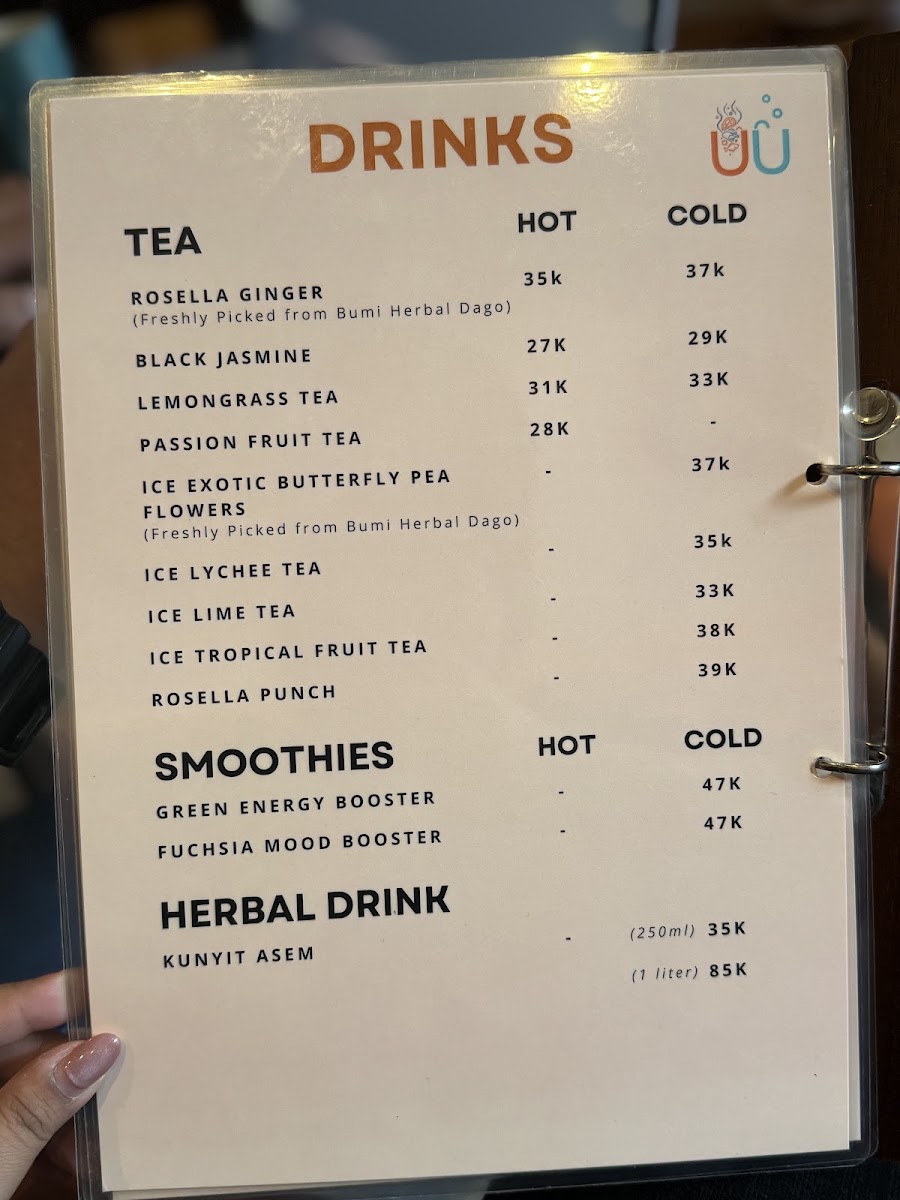 DRINKS
UU
TEA HOT COLD
ROSELLA GINGER 35k 37k
(Freshly Picked from Bumi Herbal Dago)
BLACK JASMINE 27K 29K
LEMONGRASS TEA 31K 33K
PASSION FRUIT TEA 28K -
ICE EXOTIC BUTTERFLY PEA - 37k
FLOWERS
(Freshly Picked from Bumi Herbal Dago)
ICE LYCHEE TEA - 35k
ICE LIME TEA - 33K
ICE TROPICAL FRUIT TEA - 38K
ROSELLA PUNCH - 39K
SMOOTHIES HOT COLD
GREEN ENERGY BOOSTER - 47K
FUCHSIA MOOD BOOSTER - 47K
HERBAL DRINK
KUNYIT ASEM - (250ml) 35K
(1 liter) 85K